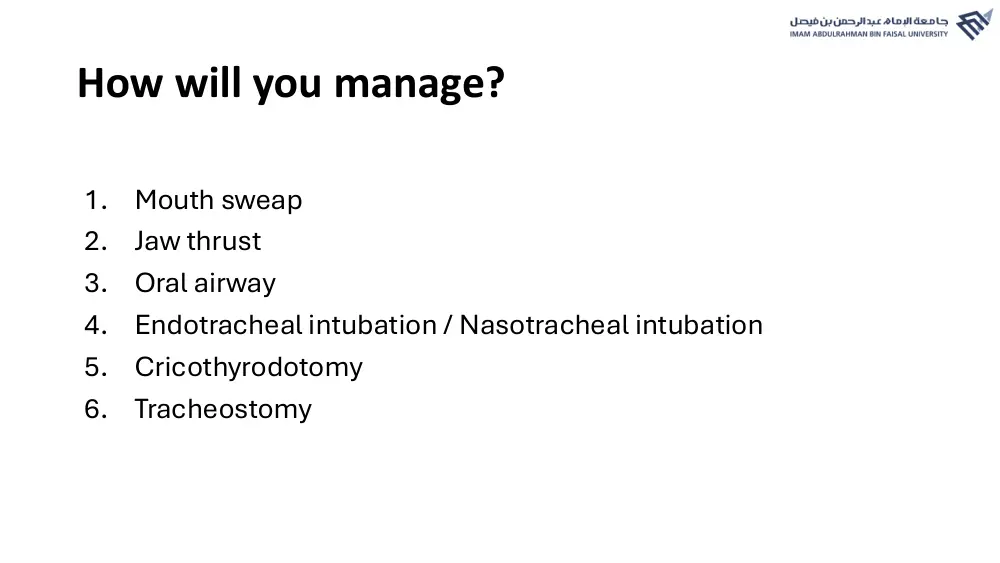 جامعة الإمام عبدالرحمن بن فيصل
IMAM ABDULRAHMAN BIN FAISAL UNIVERSITY
How will you manage?
1. Mouth sweap
2. Jaw thrust
3. Oral airway
4. Endotracheal intubation / Nasotracheal intubation
5. Cricothyrodotomy
6. Tracheostomy